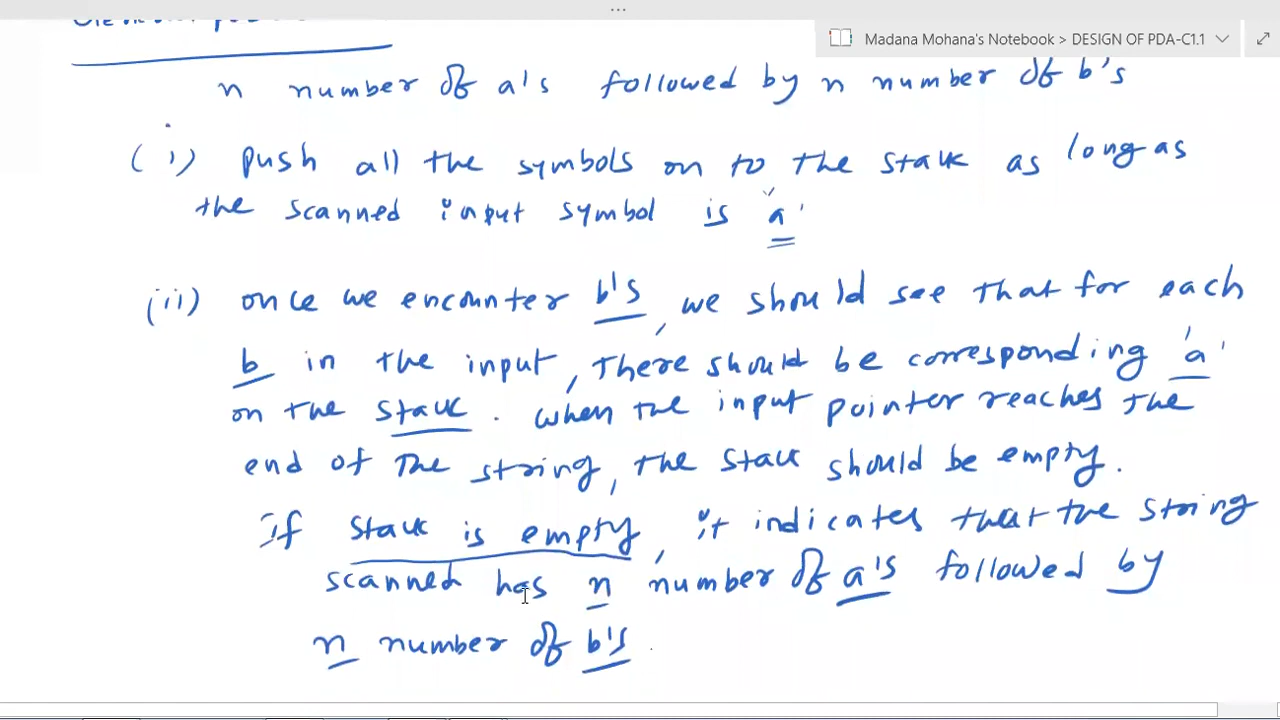 Madana Mohana's Notebook > DESIGN OF PDA-C1.1
n number of a's followed by n number of b's
(i) push all the symbols on to the stack as long as
the scanned input symbol is 'a'
(ii) once we encounter b's, we should see that for each
b in the input, there should be corresponding 'a'
on the stack. when the input pointer reaches the
end of the string, the stack should be empty.
If stack is empty, it indicates that the string
scanned has n number of a's followed by
n number of b's.